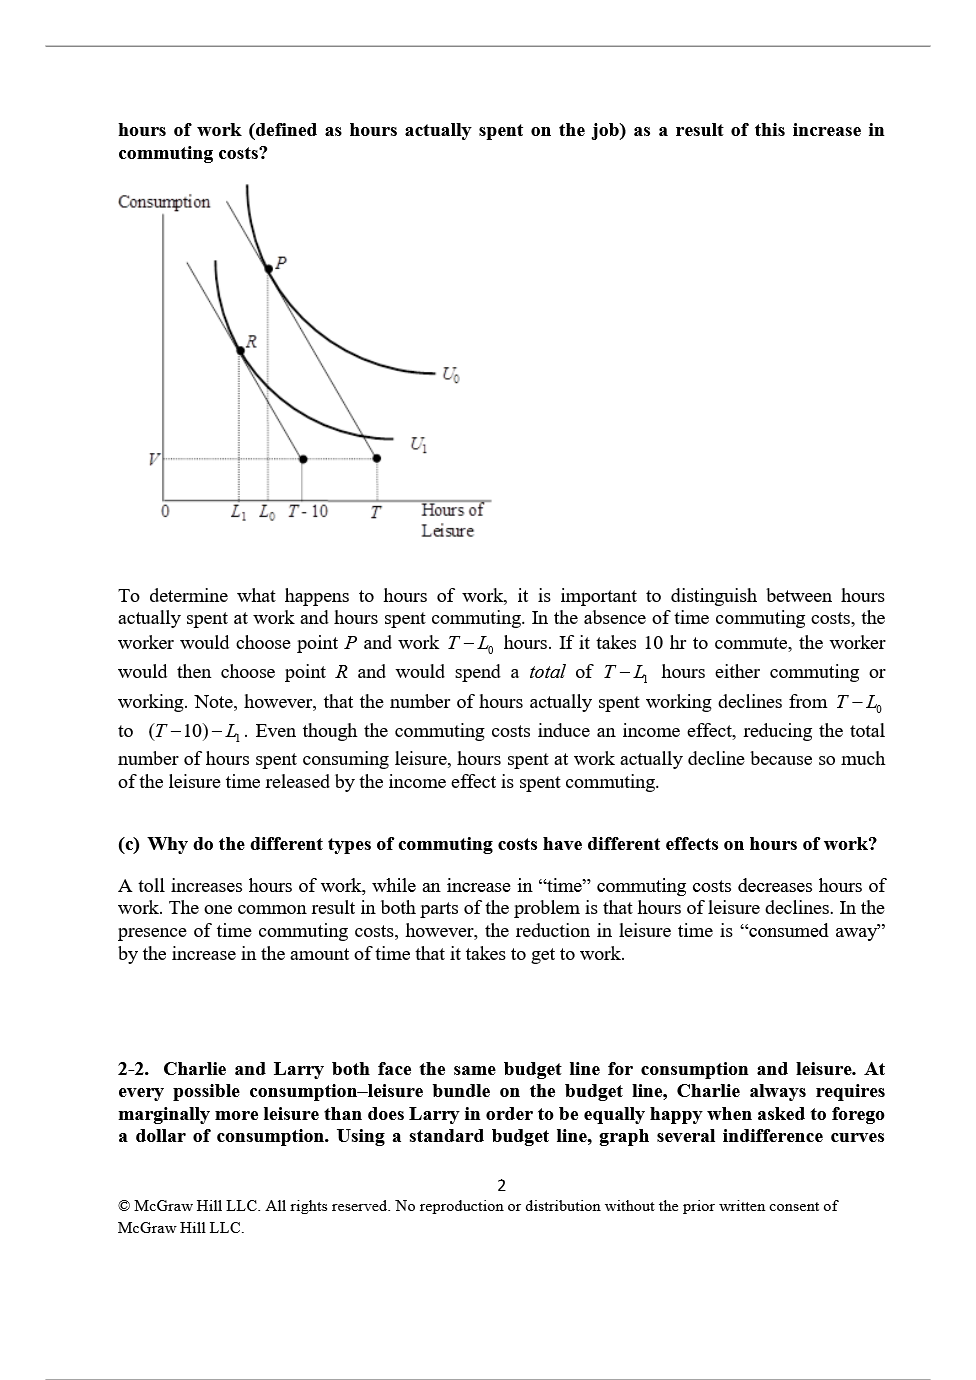 hours of work (defined as hours actually spent on the job) as a result of this increase in
commuting costs?
Consumption
P
R
U₀
U₁
V
0 L₁ L₀ T - 10 T Hours of
Leisure
To determine what happens to hours of work, it is important to distinguish between hours
actually spent at work and hours spent commuting. In the absence of time commuting costs, the
worker would choose point P and work T − L₀ hours. If it takes 10 hr to commute, the worker
would then choose point R and would spend a total of T − L₁ hours either commuting or
working. Note, however, that the number of hours actually spent working declines from T − L₀
to (T − 10) − L₁. Even though the commuting costs induce an income effect, reducing the total
number of hours spent consuming leisure, hours spent at work actually decline because so much
of the leisure time released by the income effect is spent commuting.
(c) Why do the different types of commuting costs have different effects on hours of work?
A toll increases hours of work, while an increase in “time” commuting costs decreases hours of
work. The one common result in both parts of the problem is that hours of leisure declines. In the
presence of time commuting costs, however, the reduction in leisure time is “consumed away”
by the increase in the amount of time that it takes to get to work.
2-2. Charlie and Larry both face the same budget line for consumption and leisure. At
every possible consumption–leisure bundle on the budget line, Charlie always requires
marginally more leisure than does Larry in order to be equally happy when asked to forego
a dollar of consumption. Using a standard budget line, graph several indifference curves
2
© McGraw Hill LLC. All rights reserved. No reproduction or distribution without the prior written consent of
McGraw Hill LLC.